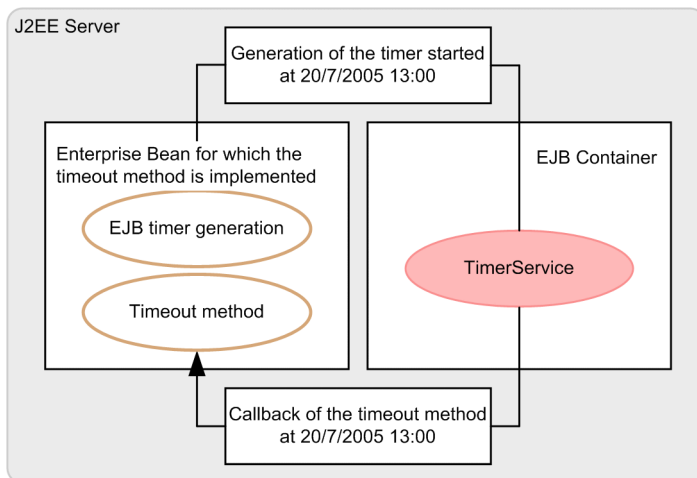 J2EE Server
Generation of the timer started
at 20/7/2005 13:00
Enterprise Bean for which the
timeout method is implemented
EJB timer generation
Timeout method
EJB Container
TimerService
Callback of the timeout method
at 20/7/2005 13:00